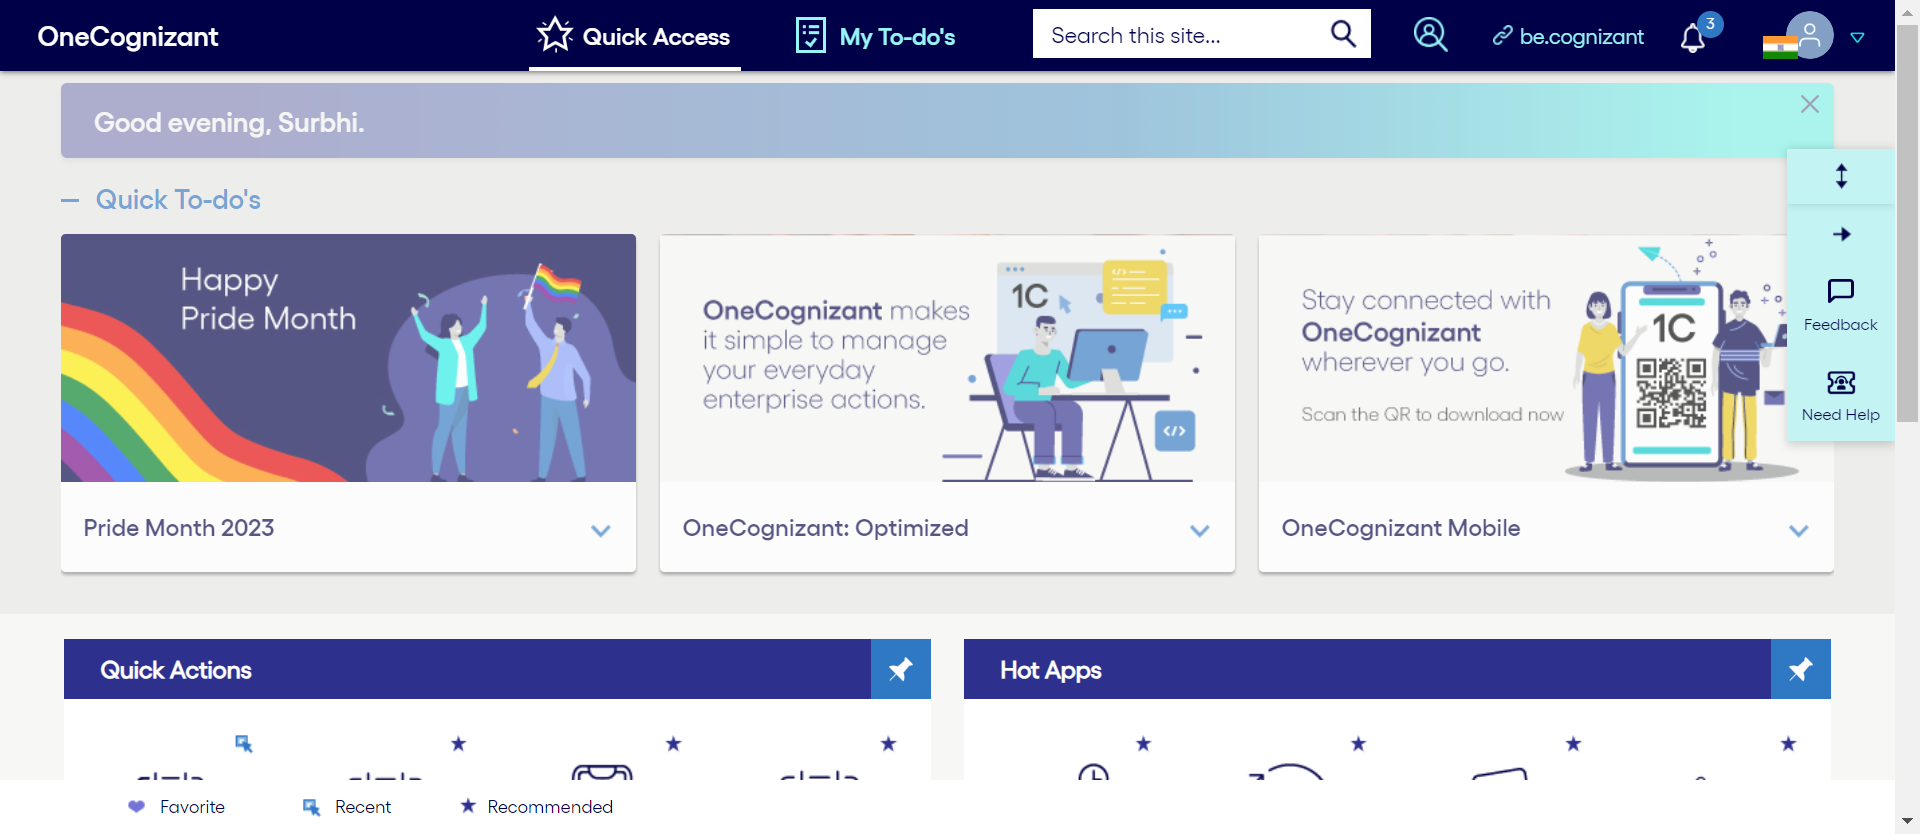 OneCognizant
Quick Access
My To-do's
Search this site...
be.cognizant
3
Good evening, Surbhi.
Quick To-do's
Happy
Pride Month
OneCognizant makes
it simple to manage
your everyday
enterprise actions.
1C
</>
</>
Stay connected with
OneCognizant
wherever you go.
Scan the QR to download now
1C
Feedback
Need Help
Pride Month 2023
OneCognizant: Optimized
OneCognizant Mobile
Quick Actions
Hot Apps
Favorite
Recent
Recommended